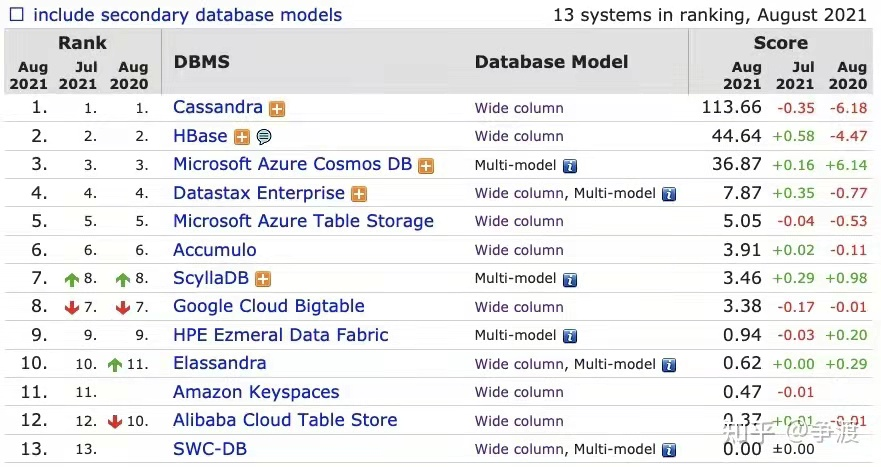 include secondary database models 13 systems in ranking, August 2021
Rank Score
Aug 2021 Jul 2021 Aug 2020 DBMS Database Model Aug 2021 Jul 2021 Aug 2020
1. 1. 1. Cassandra Wide column 113.66 -0.35 -6.18
2. 2. 2. HBase Wide column 44.64 +0.58 -4.47
3. 3. 3. Microsoft Azure Cosmos DB Multi-model 36.87 +0.16 +6.14
4. 4. 4. Datastax Enterprise Wide column, Multi-model 7.87 +0.35 -0.77
5. 5. 5. Microsoft Azure Table Storage Wide column 5.05 -0.04 -0.53
6. 6. 6. Accumulo Wide column 3.91 +0.02 -0.11
7. 8. 8. ScyllaDB Multi-model 3.46 +0.29 +0.98
8. 7. 7. Google Cloud Bigtable Wide column 3.38 -0.17 -0.01
9. 9. 9. HPE Ezmeral Data Fabric Multi-model 0.94 -0.03 +0.20
10. 10. 11. Elassandra Wide column, Multi-model 0.62 +0.00 +0.29
11. 11. Amazon Keyspaces Wide column 0.47 -0.01
12. 12. 10. Alibaba Cloud Table Store Wide column 0.37 +0.01 -0.01
13. 13. SWC-DB Wide column, Multi-model 0.00 ±0.00
知乎 @争渡